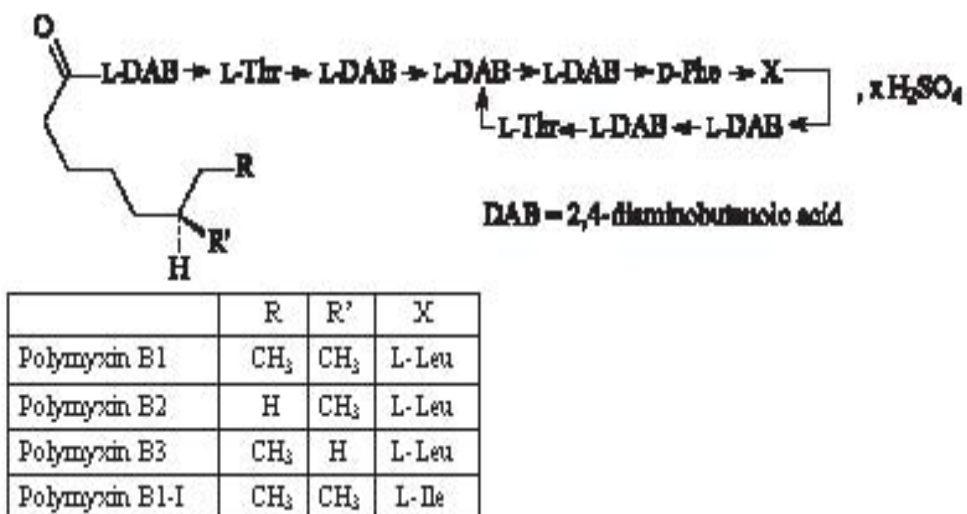 O
L-DAB → L-Thr → L-DAB → L-DAB → L-DAB → D-Phe → X
, x H₂SO₄
L-Thr ← L-DAB ← L-DAB
R
R'
H
DAB = 2,4-diaminobutanoic acid
R R' X
Polymyxin B1 CH₃ CH₃ L-Leu
Polymyxin B2 H CH₃ L-Leu
Polymyxin B3 CH₃ H L-Leu
Polymyxin B1-I CH₃ CH₃ L-Ile